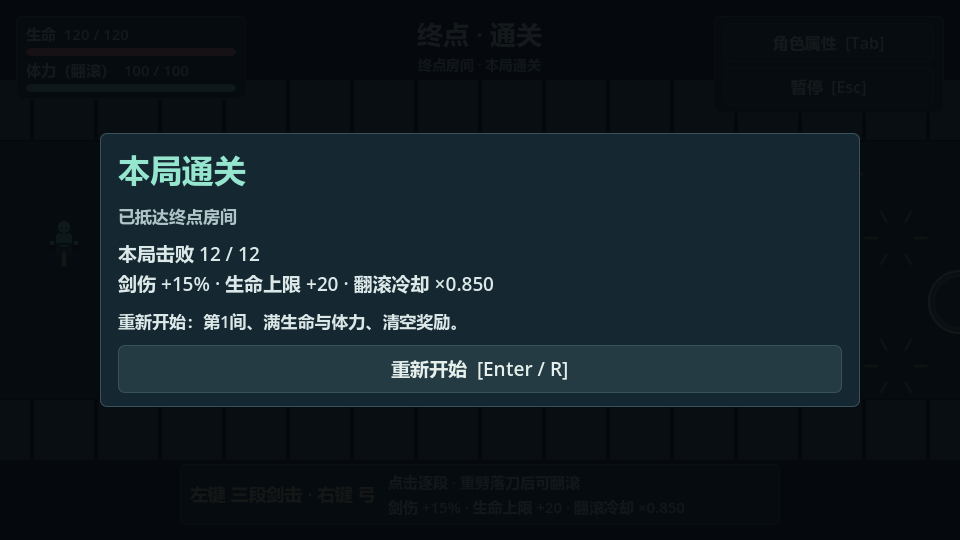 生命 120 / 120
体力（翻滚） 100 / 100
终点 · 通关
终点房间 · 本局通关
角色属性 [Tab]
暂停 [Esc]
本局通关
已抵达终点房间
本局击败 12 / 12
剑伤 +15% · 生命上限 +20 · 翻滚冷却 ×0.850
重新开始：第1间、满生命与体力、清空奖励。
重新开始 [Enter / R]
左键 三段剑击 · 右键 弓
点击逐段 · 重劈落刀后可翻滚
剑伤 +15% · 生命上限 +20 · 翻滚冷却 ×0.850